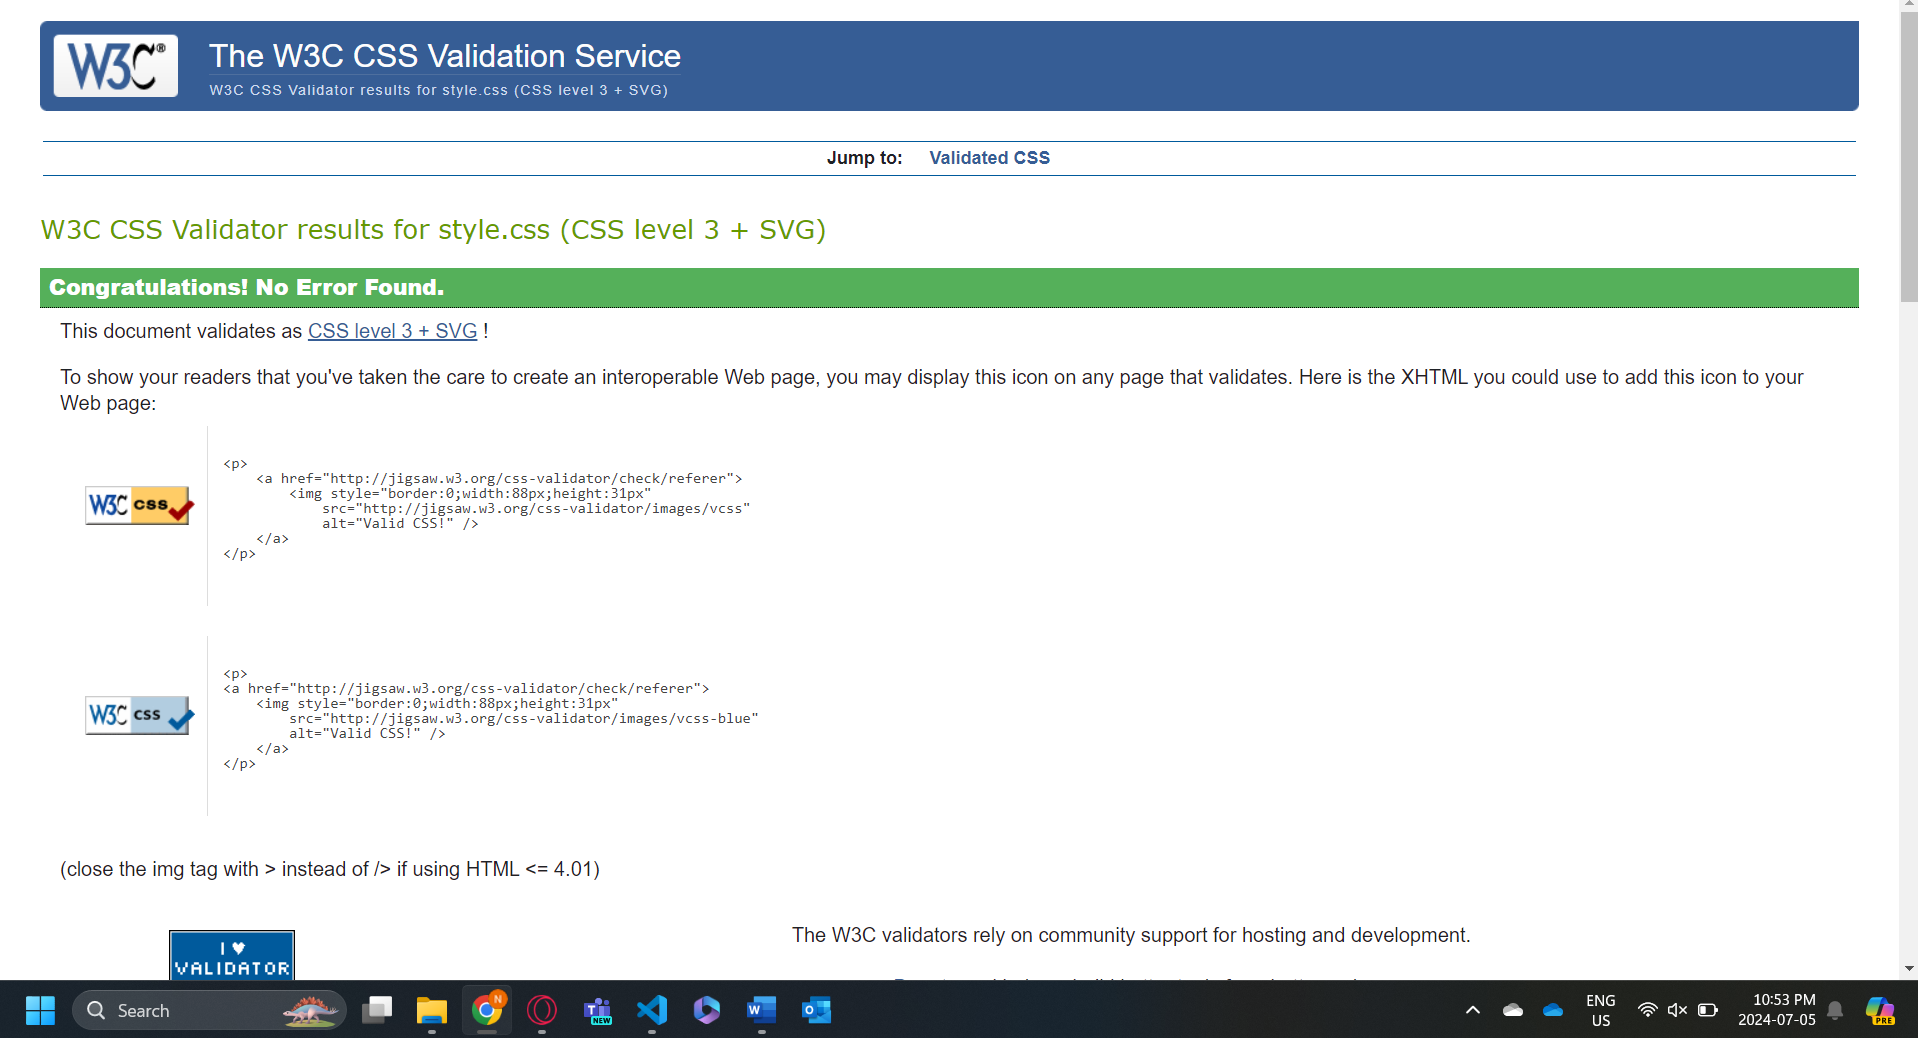 W3C®
The W3C CSS Validation Service
W3C CSS Validator results for style.css (CSS level 3 + SVG)
Jump to: Validated CSS
W3C CSS Validator results for style.css (CSS level 3 + SVG)
Congratulations! No Error Found.
This document validates as CSS level 3 + SVG !
To show your readers that you've taken the care to create an interoperable Web page, you may display this icon on any page that validates. Here is the XHTML you could use to add this icon to your
Web page:
W3C css
<p>
<a href="http://jigsaw.w3.org/css-validator/check/referer">
<img style="border:0;width:88px;height:31px"
src="http://jigsaw.w3.org/css-validator/images/vcss"
alt="Valid CSS!" />
</a>
</p>
W3C css
<p>
<a href="http://jigsaw.w3.org/css-validator/check/referer">
<img style="border:0;width:88px;height:31px"
src="http://jigsaw.w3.org/css-validator/images/vcss-blue"
alt="Valid CSS!" />
</a>
</p>
(close the img tag with > instead of /> if using HTML <= 4.01)
I ♥
VALIDATOR
The W3C validators rely on community support for hosting and development.
Search
N
NEW
ENG
US
10:53 PM
2024-07-05
PRE